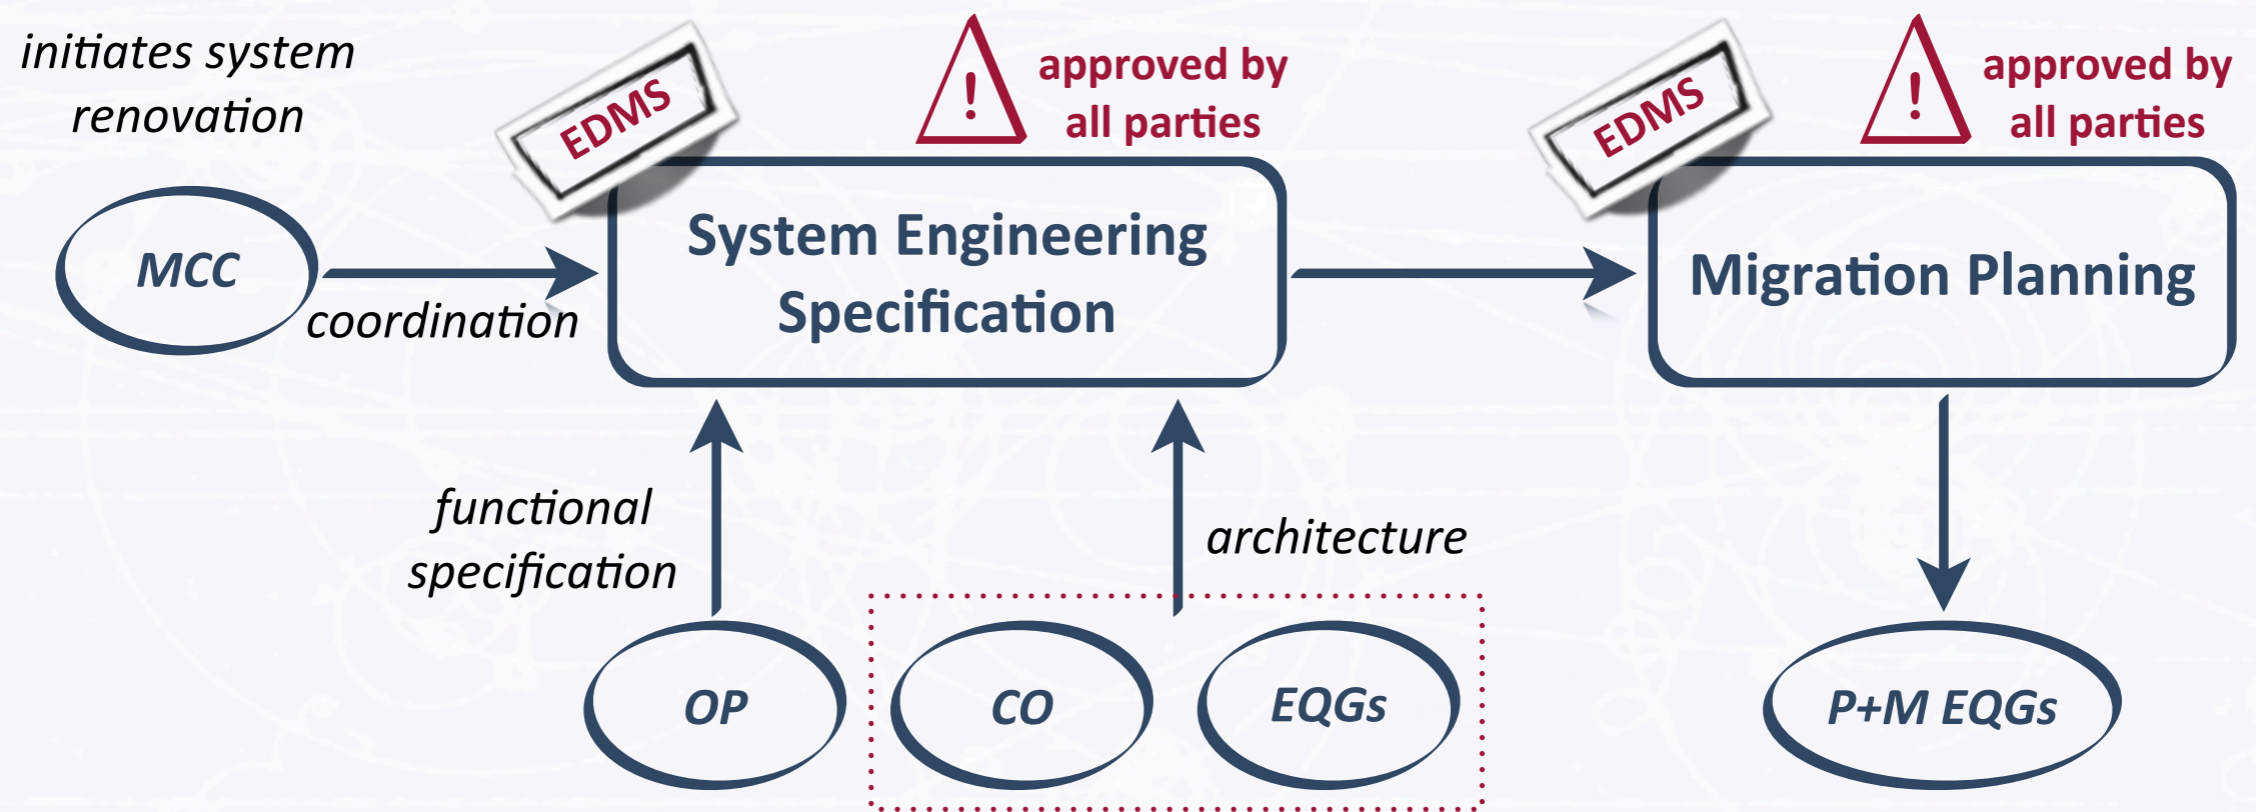 initiates system
renovation
EDMS
!
approved by
all parties
EDMS
!
approved by
all parties
MCC
coordination
System Engineering
Specification
Migration Planning
functional
specification
architecture
OP
CO
EQGs
P+M EQGs